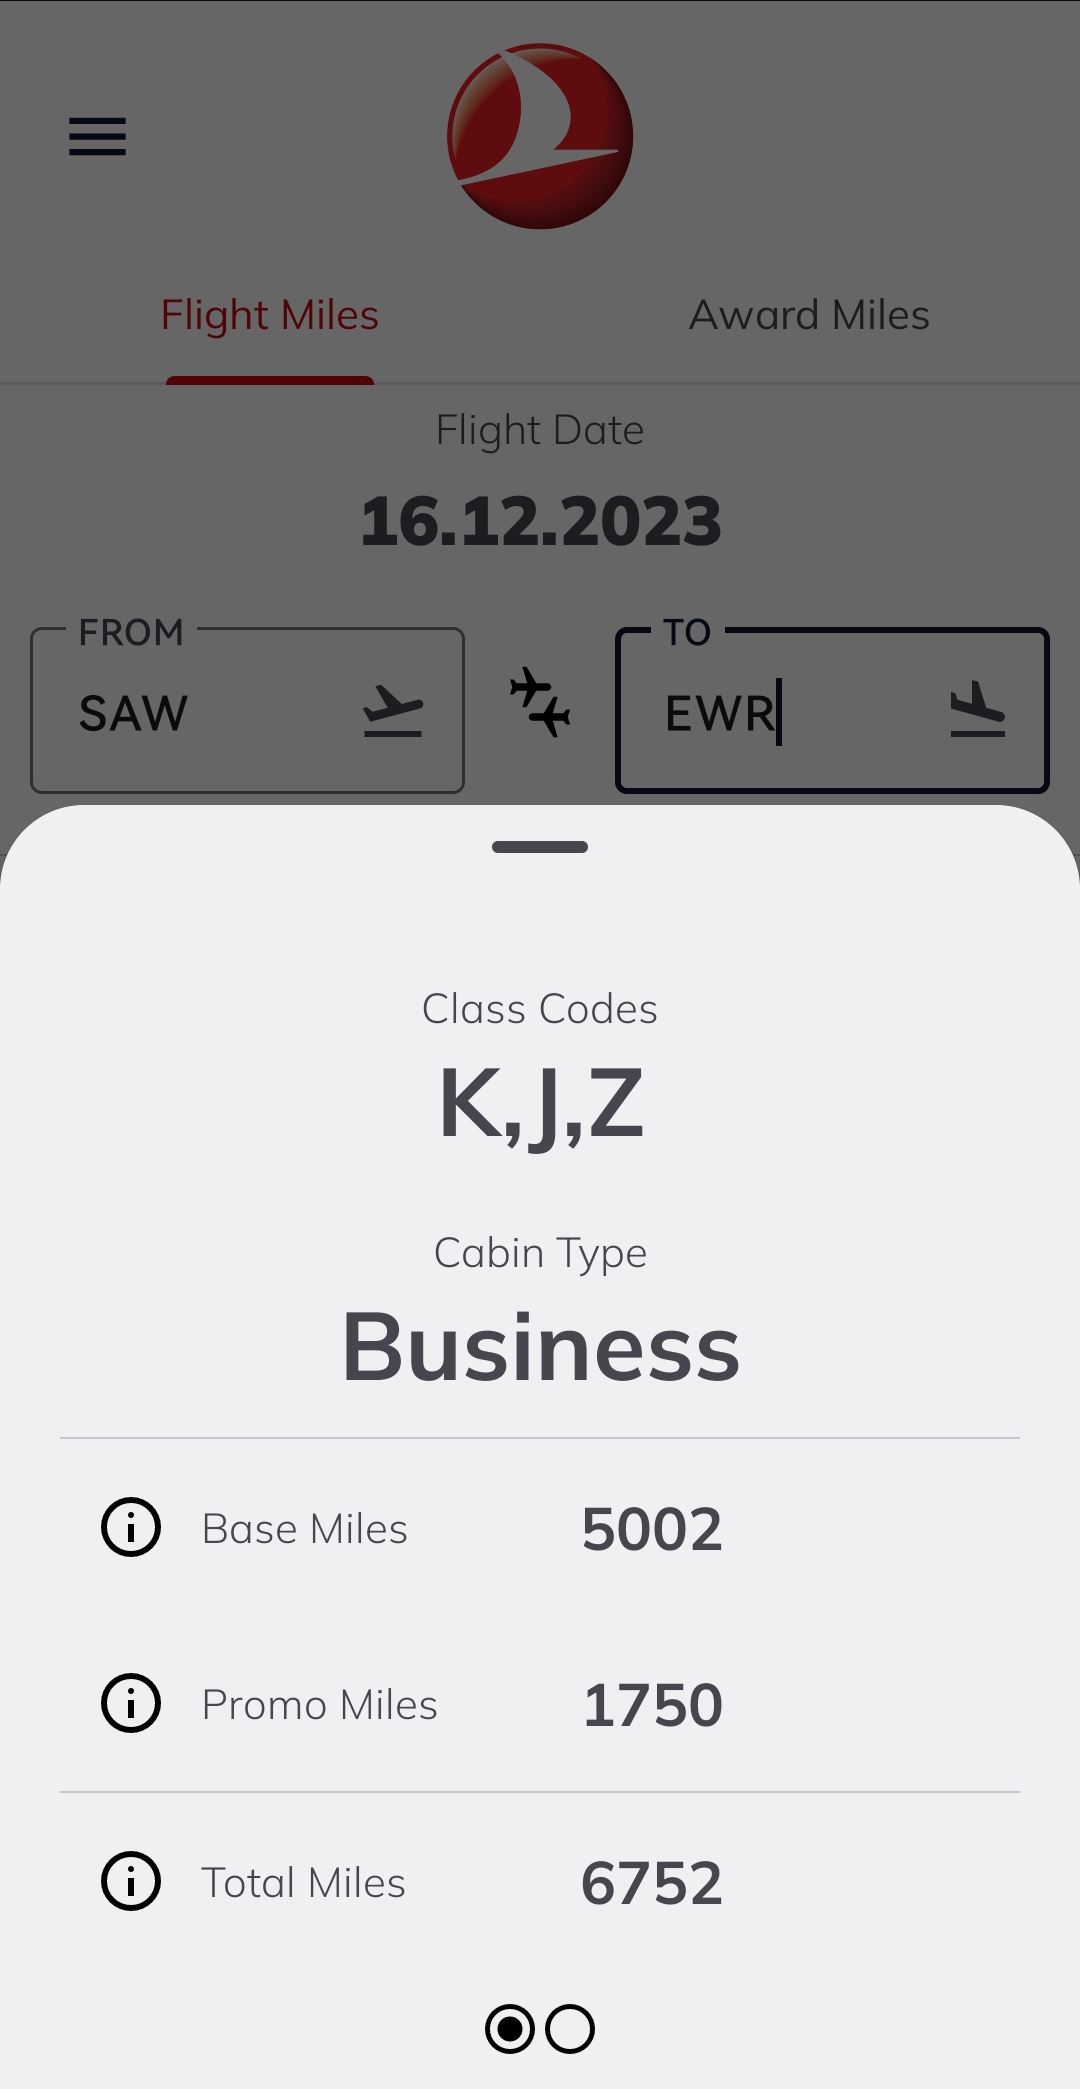 Flight Miles
Award Miles
Flight Date
16.12.2023
FROM
SAW
TO
EWR
Class Codes
K,J,Z
Cabin Type
Business
Base Miles 5002
Promo Miles 1750
Total Miles 6752